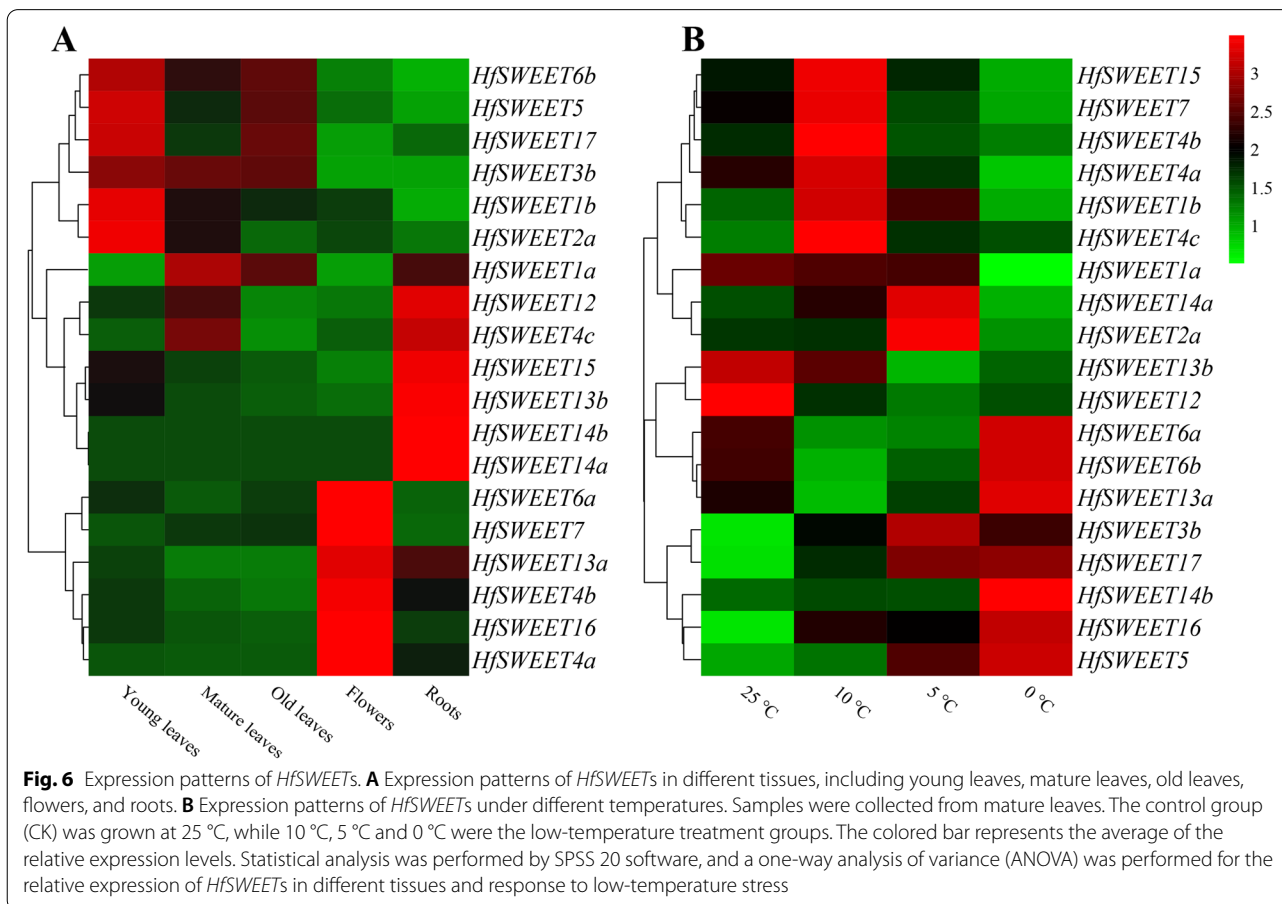 A
HfSWEET6b
HfSWEET5
HfSWEET17
HfSWEET3b
HfSWEET1b
HfSWEET2a
HfSWEET1a
HfSWEET12
HfSWEET4c
HfSWEET15
HfSWEET13b
HfSWEET14b
HfSWEET14a
HfSWEET6a
HfSWEET7
HfSWEET13a
HfSWEET4b
HfSWEET16
HfSWEET4a
Young leaves
Mature leaves
Old leaves
Flowers
Roots
B
HfSWEET15
HfSWEET7
HfSWEET4b
HfSWEET4a
HfSWEET1b
HfSWEET4c
HfSWEET1a
HfSWEET14a
HfSWEET2a
HfSWEET13b
HfSWEET12
HfSWEET6a
HfSWEET6b
HfSWEET13a
HfSWEET3b
HfSWEET17
HfSWEET14b
HfSWEET16
HfSWEET5
25 °C
10 °C
5 °C
0 °C
3
2.5
2
1.5
1
Fig. 6 Expression patterns of HfSWEETs. A Expression patterns of HfSWEETs in different tissues, including young leaves, mature leaves, old leaves,
flowers, and roots. B Expression patterns of HfSWEETs under different temperatures. Samples were collected from mature leaves. The control group
(CK) was grown at 25 °C, while 10 °C, 5 °C and 0 °C were the low-temperature treatment groups. The colored bar represents the average of the
relative expression levels. Statistical analysis was performed by SPSS 20 software, and a one-way analysis of variance (ANOVA) was performed for the
relative expression of HfSWEETs in different tissues and response to low-temperature stress